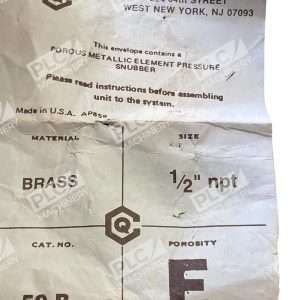 WEST NEW YORK, NJ 07093
This envelope contains a
POROUS METALLIC ELEMENT PRESSURE
SNUBBER
Please read instructions before assembling
unit to the system.
Made in U.S.A.
MATERIAL
SIZE
BRASS
1/2" npt
CQ
CAT. NO.
POROSITY